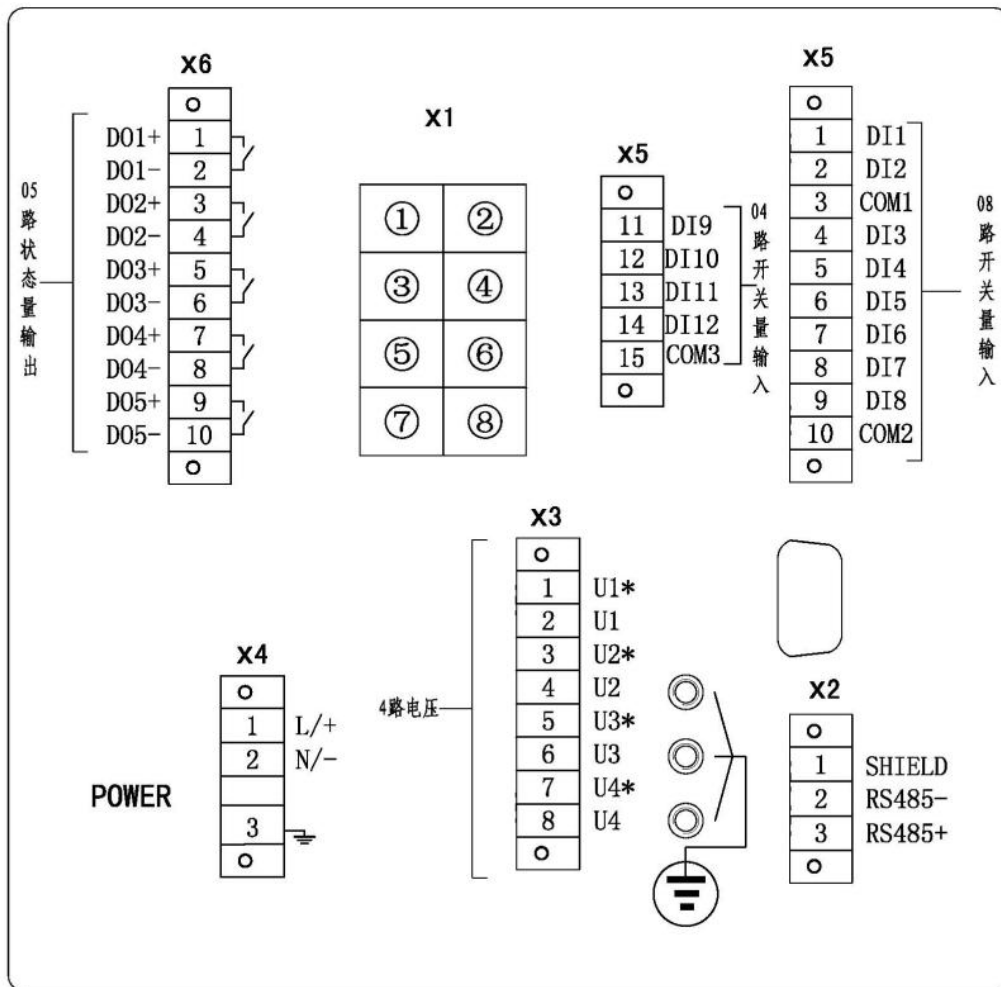 X6
05路状态量输出
DO1+ 1
DO1- 2
DO2+ 3
DO2- 4
DO3+ 5
DO3- 6
DO4+ 7
DO4- 8
DO5+ 9
DO5- 10
X1
① ②
③ ④
⑤ ⑥
⑦ ⑧
X5
11 DI9
12 DI10
13 DI11
14 DI12
15 COM3
04路开关量输入
X5
1 DI1
2 DI2
3 COM1
4 DI3
5 DI4
6 DI5
7 DI6
8 DI7
9 DI8
10 COM2
08路开关量输入
POWER
X4
1 L/+
2 N/-
3
4路电压
X3
1 U1*
2 U1
3 U2*
4 U2
5 U3*
6 U3
7 U4*
8 U4
X2
1 SHIELD
2 RS485-
3 RS485+